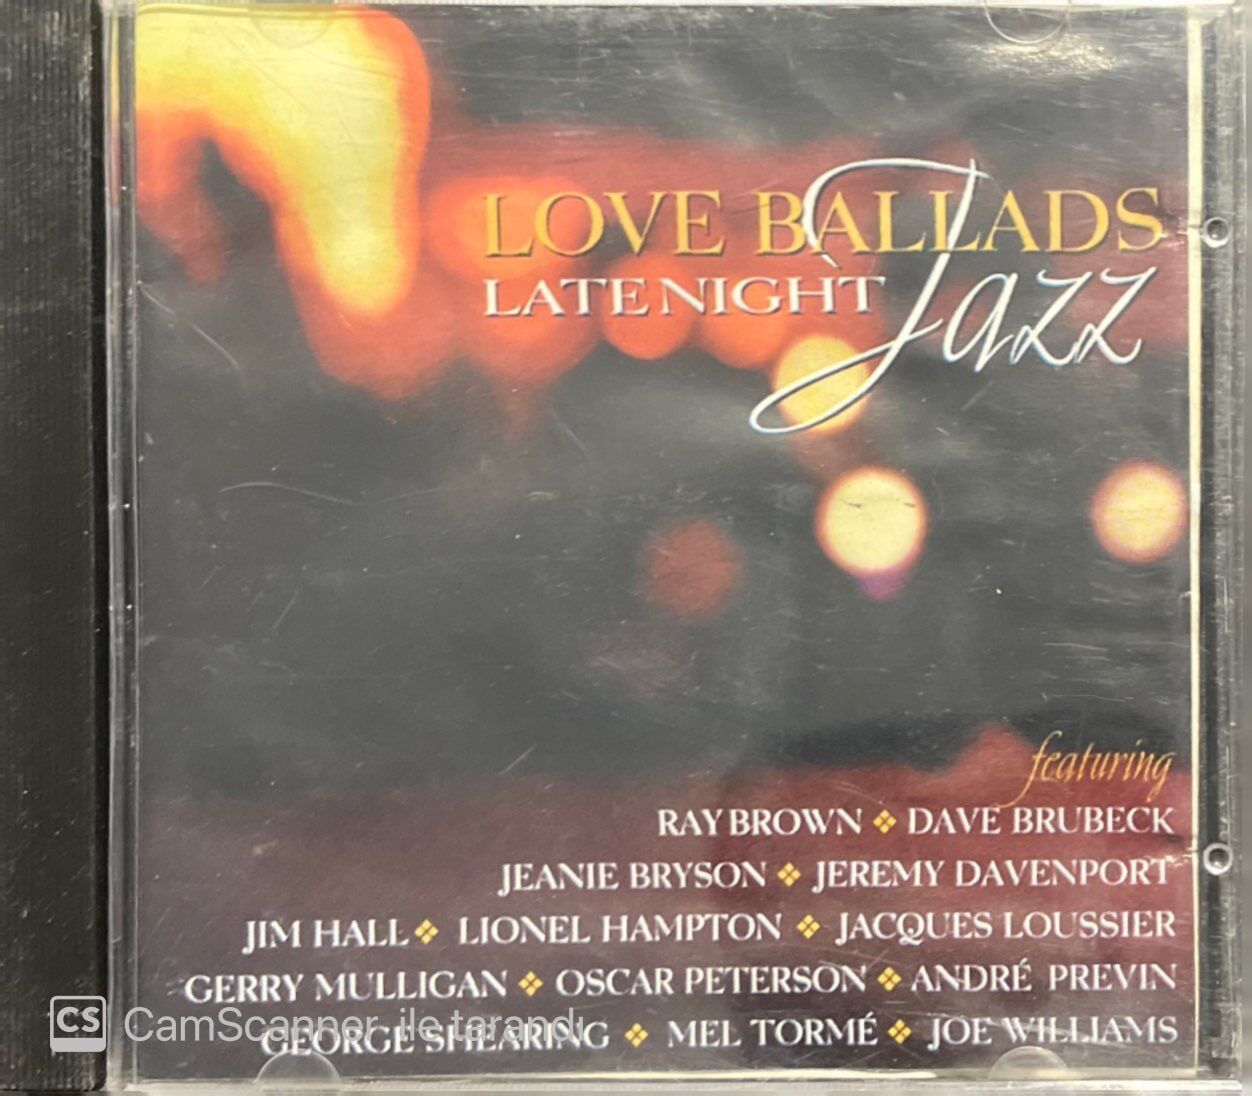 LOVE BALLADS
LATE NIGHT Jazz
featuring
RAY BROWN ❖ DAVE BRUBECK
JEANIE BRYSON ❖ JEREMY DAVENPORT
JIM HALL ❖ LIONEL HAMPTON ❖ JACQUES LOUSSIER
GERRY MULLIGAN ❖ OSCAR PETERSON ❖ ANDRÉ PREVIN
GEORGE SHEARING ❖ MEL TORMÉ ❖ JOE WILLIAMS
CS CamScanner ile tarandı